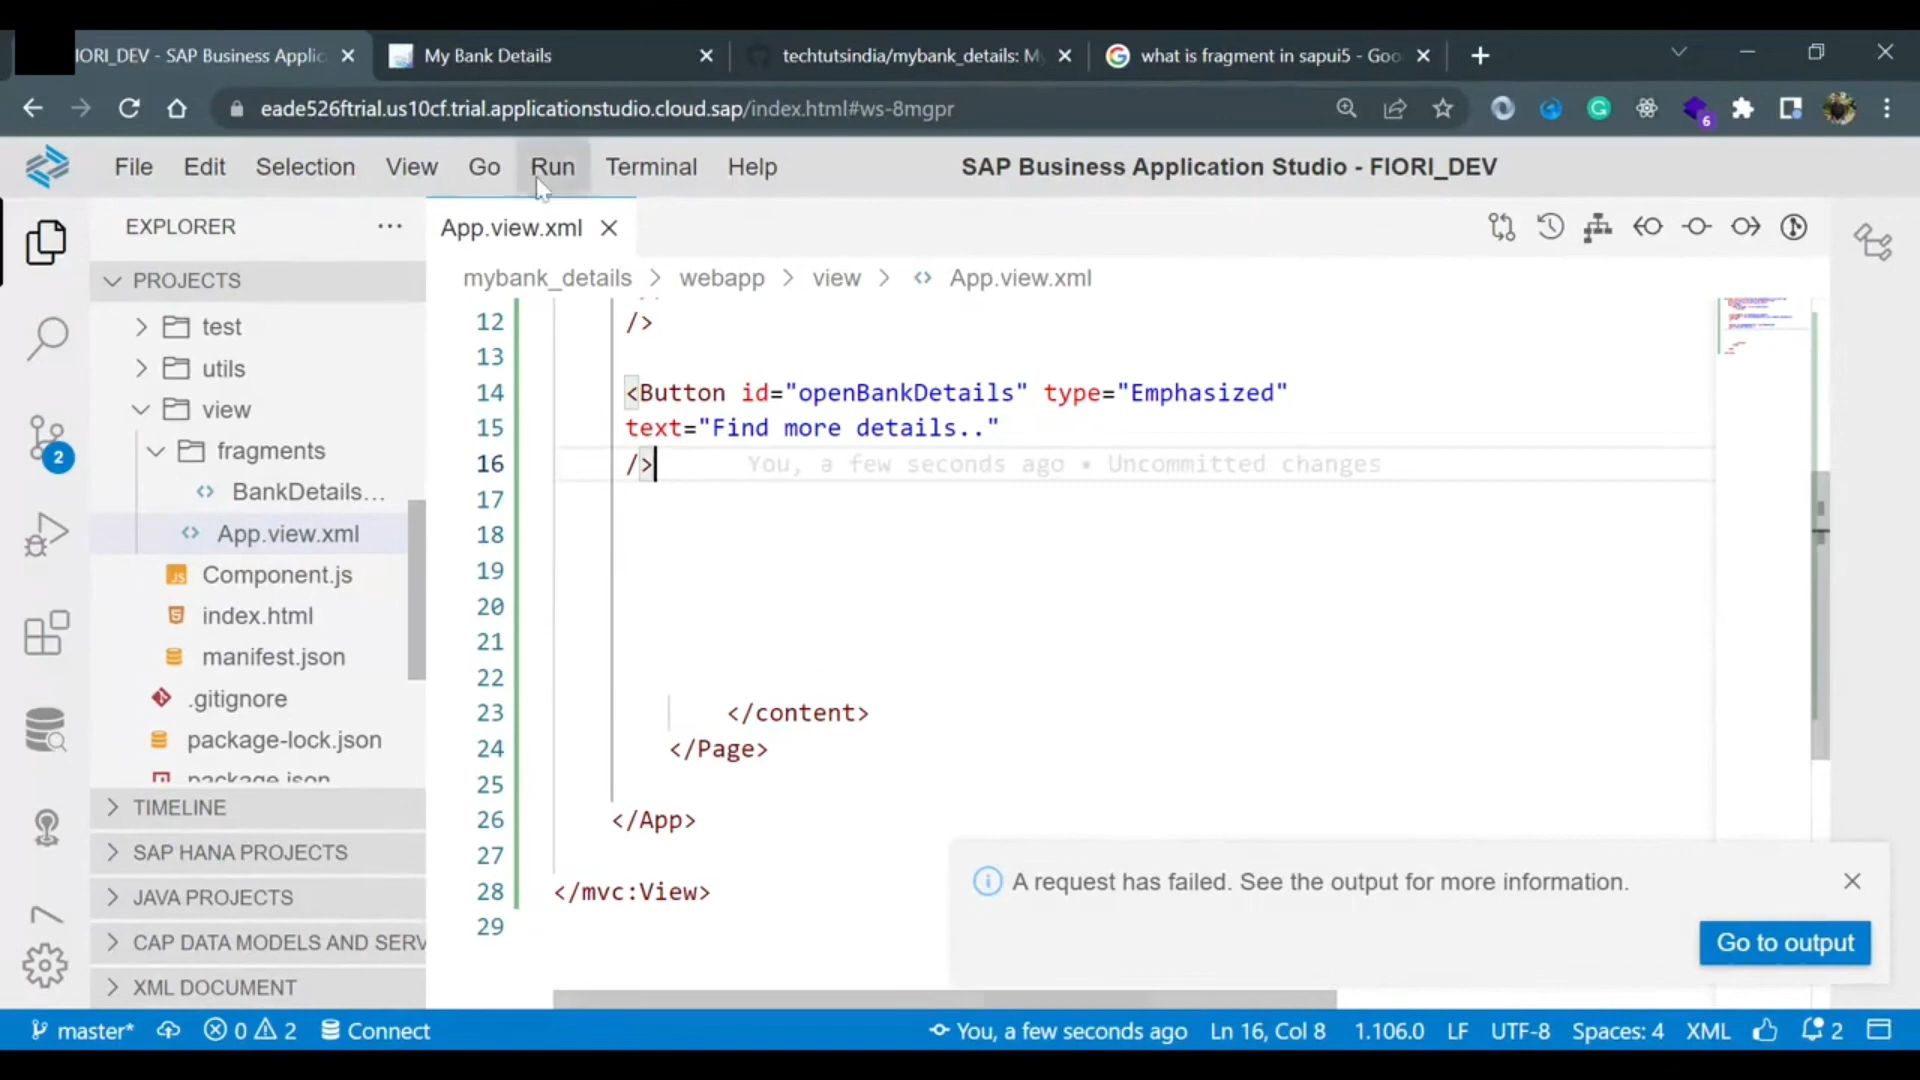 IORI_DEV - SAP Business Applic
My Bank Details
techtutsindia/mybank_details: M
what is fragment in sapui5 - Goo
eade526ftrial.us10cf.trial.applicationstudio.cloud.sap/index.html#ws-8mgpr
6
File Edit Selection View Go Run Terminal Help
SAP Business Application Studio - FIORI_DEV
EXPLORER
App.view.xml
PROJECTS
mybank_details > webapp > view > App.view.xml
test
utils
view
fragments
BankDetails...
App.view.xml
Component.js
index.html
manifest.json
.gitignore
package-lock.json
package.json
TIMELINE
SAP HANA PROJECTS
JAVA PROJECTS
CAP DATA MODELS AND SERV
XML DOCUMENT
2
12 />
13
14 <Button id="openBankDetails" type="Emphasized"
15 text="Find more details.."
16 /> You, a few seconds ago • Uncommitted changes
17
18
19
20
21
22
23 </content>
24 </Page>
25
26 </App>
27
28 </mvc:View>
29
A request has failed. See the output for more information.
Go to output
master* 0 2 Connect
You, a few seconds ago Ln 16, Col 8 1.106.0 LF UTF-8 Spaces: 4 XML 2